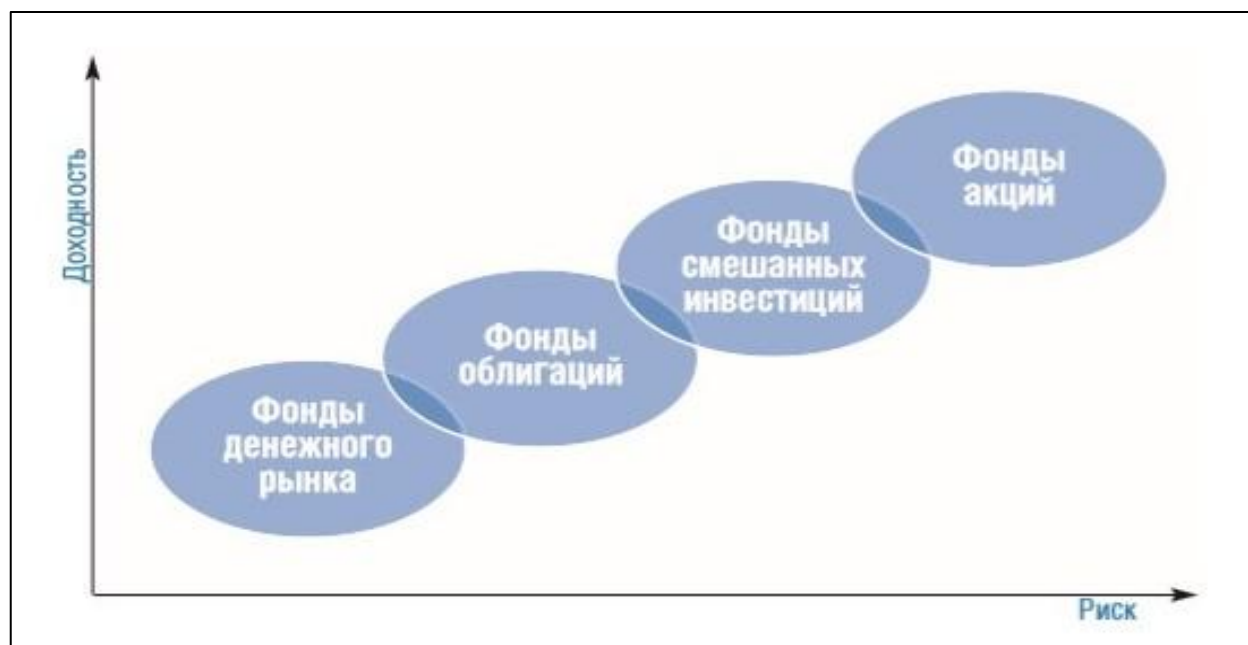 Доходность
Фонды
акций
Фонды
смешанных
инвестиций
Фонды
облигаций
Фонды
денежного
рынка
Риск